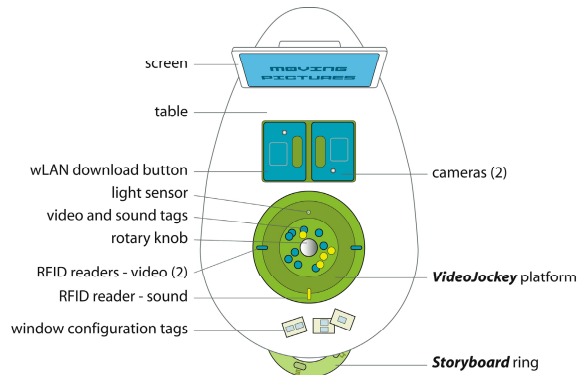 screen
MOVING
PICTURES
table
wLAN download button
cameras (2)
light sensor
video and sound tags
rotary knob
RFID readers - video (2)
VideoJockey platform
RFID reader - sound
window configuration tags
Storyboard ring